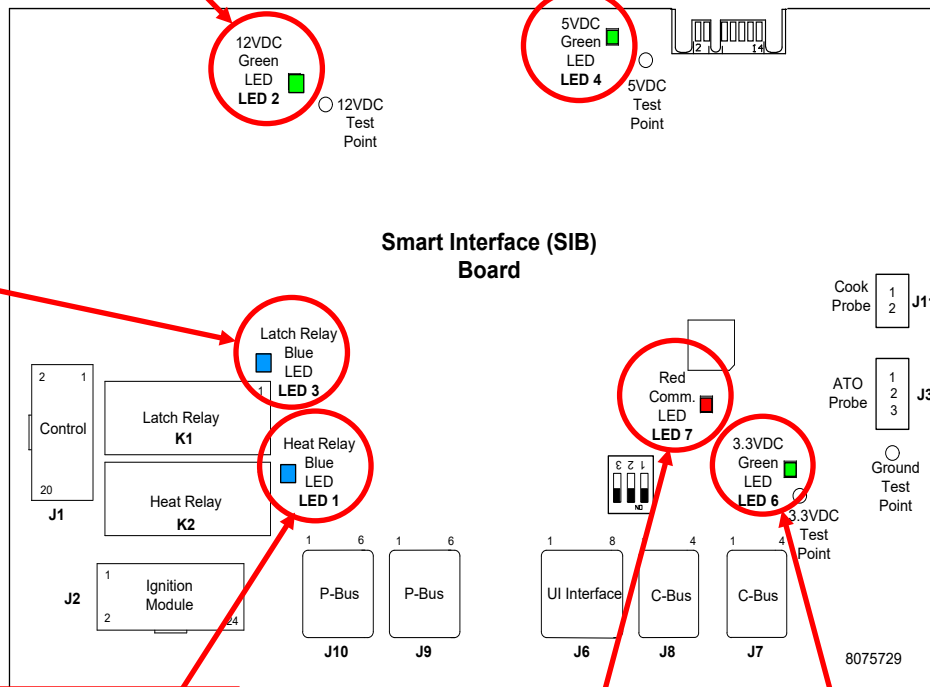 12VDC
Green
LED
LED 2
12VDC
Test
Point
5VDC
Green
LED
LED 4
5VDC
Test
Point
2 14
Smart Interface (SIB)
Board
Cook
Probe
1
2
J11
ATO
Probe
1
2
3
J3
Ground
Test
Point
Latch Relay
Blue
LED
LED 3
2 1
Control
20
J1
1
Latch Relay
K1
Heat Relay
Blue
LED
LED 1
Heat Relay
K2
Red
Comm.
LED
LED 7
3.3VDC
Green
LED
LED 6
3.3VDC
Test
Point
3 2 1
ON
J2
1
2
Ignition
Module
24
1 6
P-Bus
J10
1 6
P-Bus
J9
1 8
UI Interface
J6
4
C-Bus
J8
1 4
C-Bus
J7
8075729